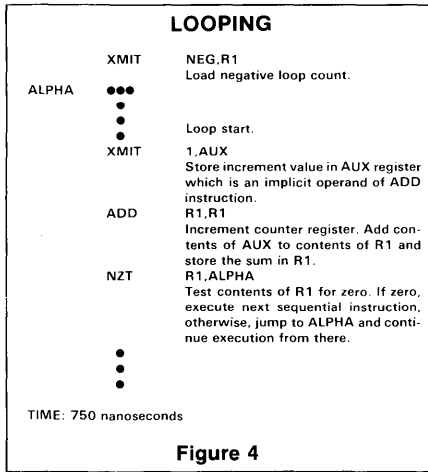 LOOPING
XMIT NEG,R1
Load negative loop count.
ALPHA ●●●
●
●
● Loop start.
XMIT 1,AUX
Store increment value in AUX register
which is an implicit operand of ADD
instruction.
ADD R1,R1
Increment counter register. Add con-
tents of AUX to contents of R1 and
store the sum in R1.
NZT R1,ALPHA
Test contents of R1 for zero. If zero,
execute next sequential instruction,
otherwise, jump to ALPHA and conti-
nue execution from there.
●
●
●
TIME: 750 nanoseconds
Figure 4